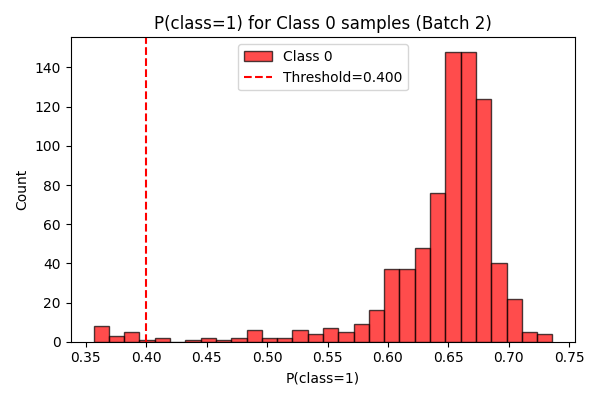 P(class=1) for Class 0 samples (Batch 2)
Class 0
Threshold=0.400
140
120
100
80
60
40
20
0
Count
0.35 0.40 0.45 0.50 0.55 0.60 0.65 0.70 0.75
P(class=1)